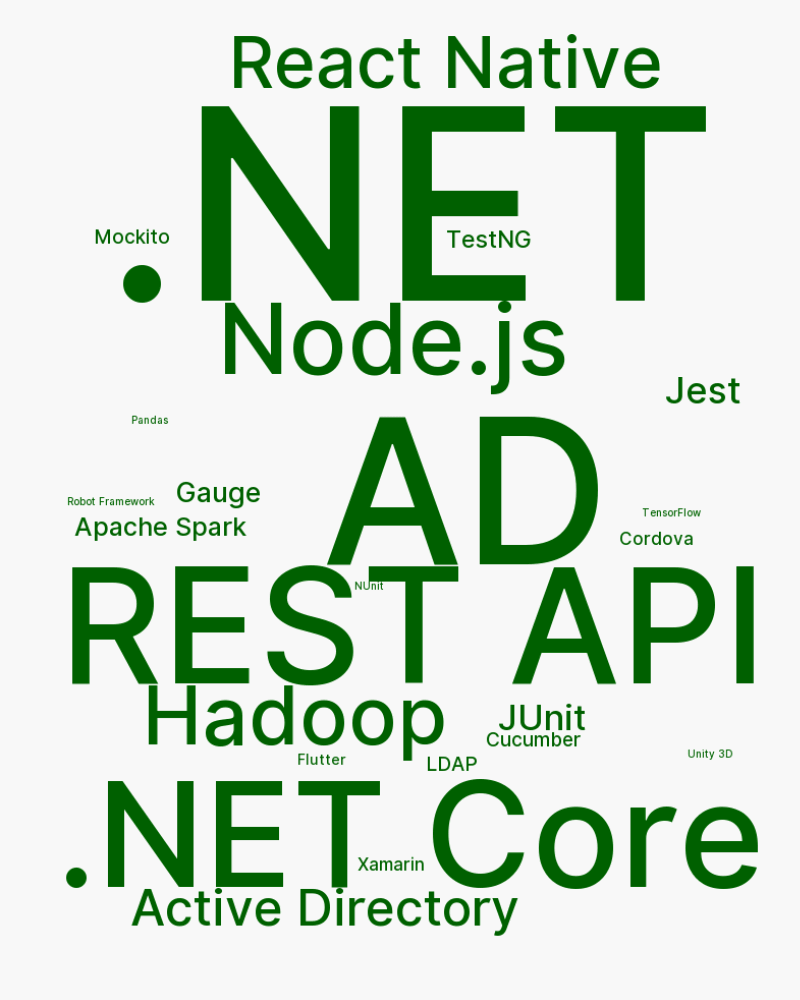 React Native
.NET
Mockito
TestNG
Node.js
Jest
AD
Pandas
Gauge
Robot Framework
TensorFlow
Apache Spark
Cordova
REST API
NUnit
Hadoop
JUnit
Cucumber
Unity 3D
Flutter
LDAP
.NET Core
Xamarin
Active Directory